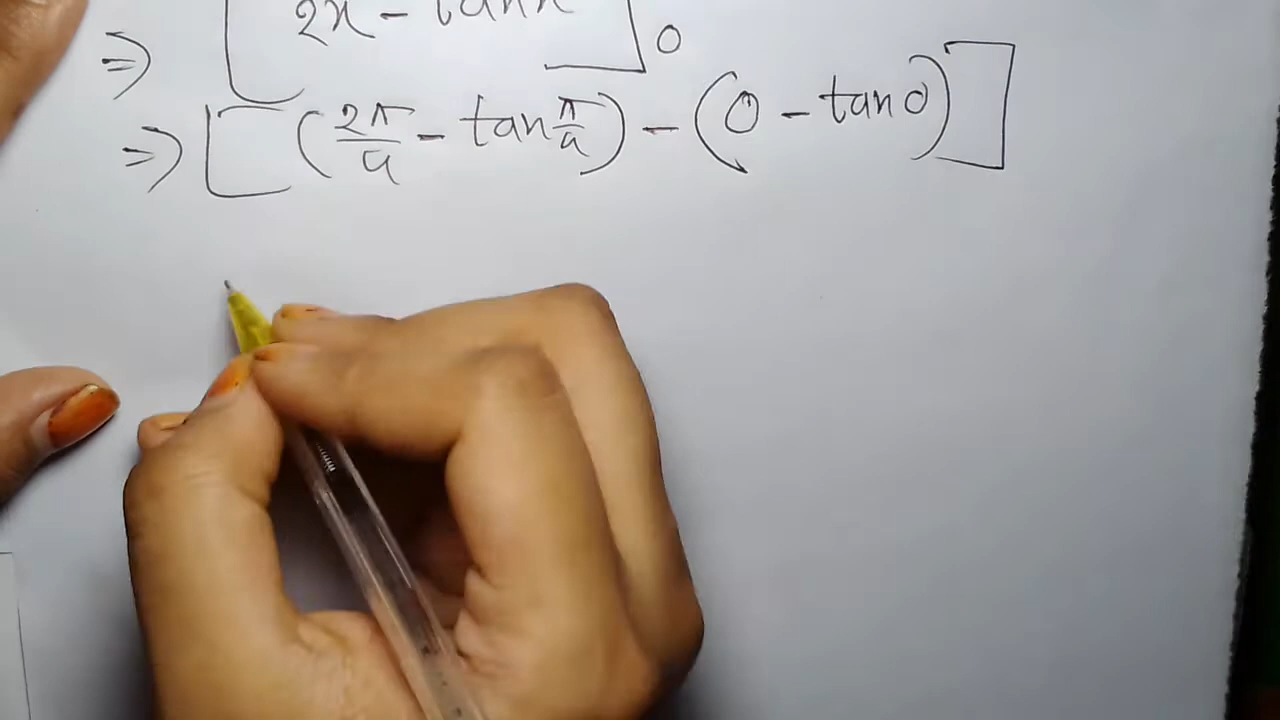 ⇒ [2x - tanx]0
⇒ [(2π/4 - tan π/4) - (0 - tan0)]